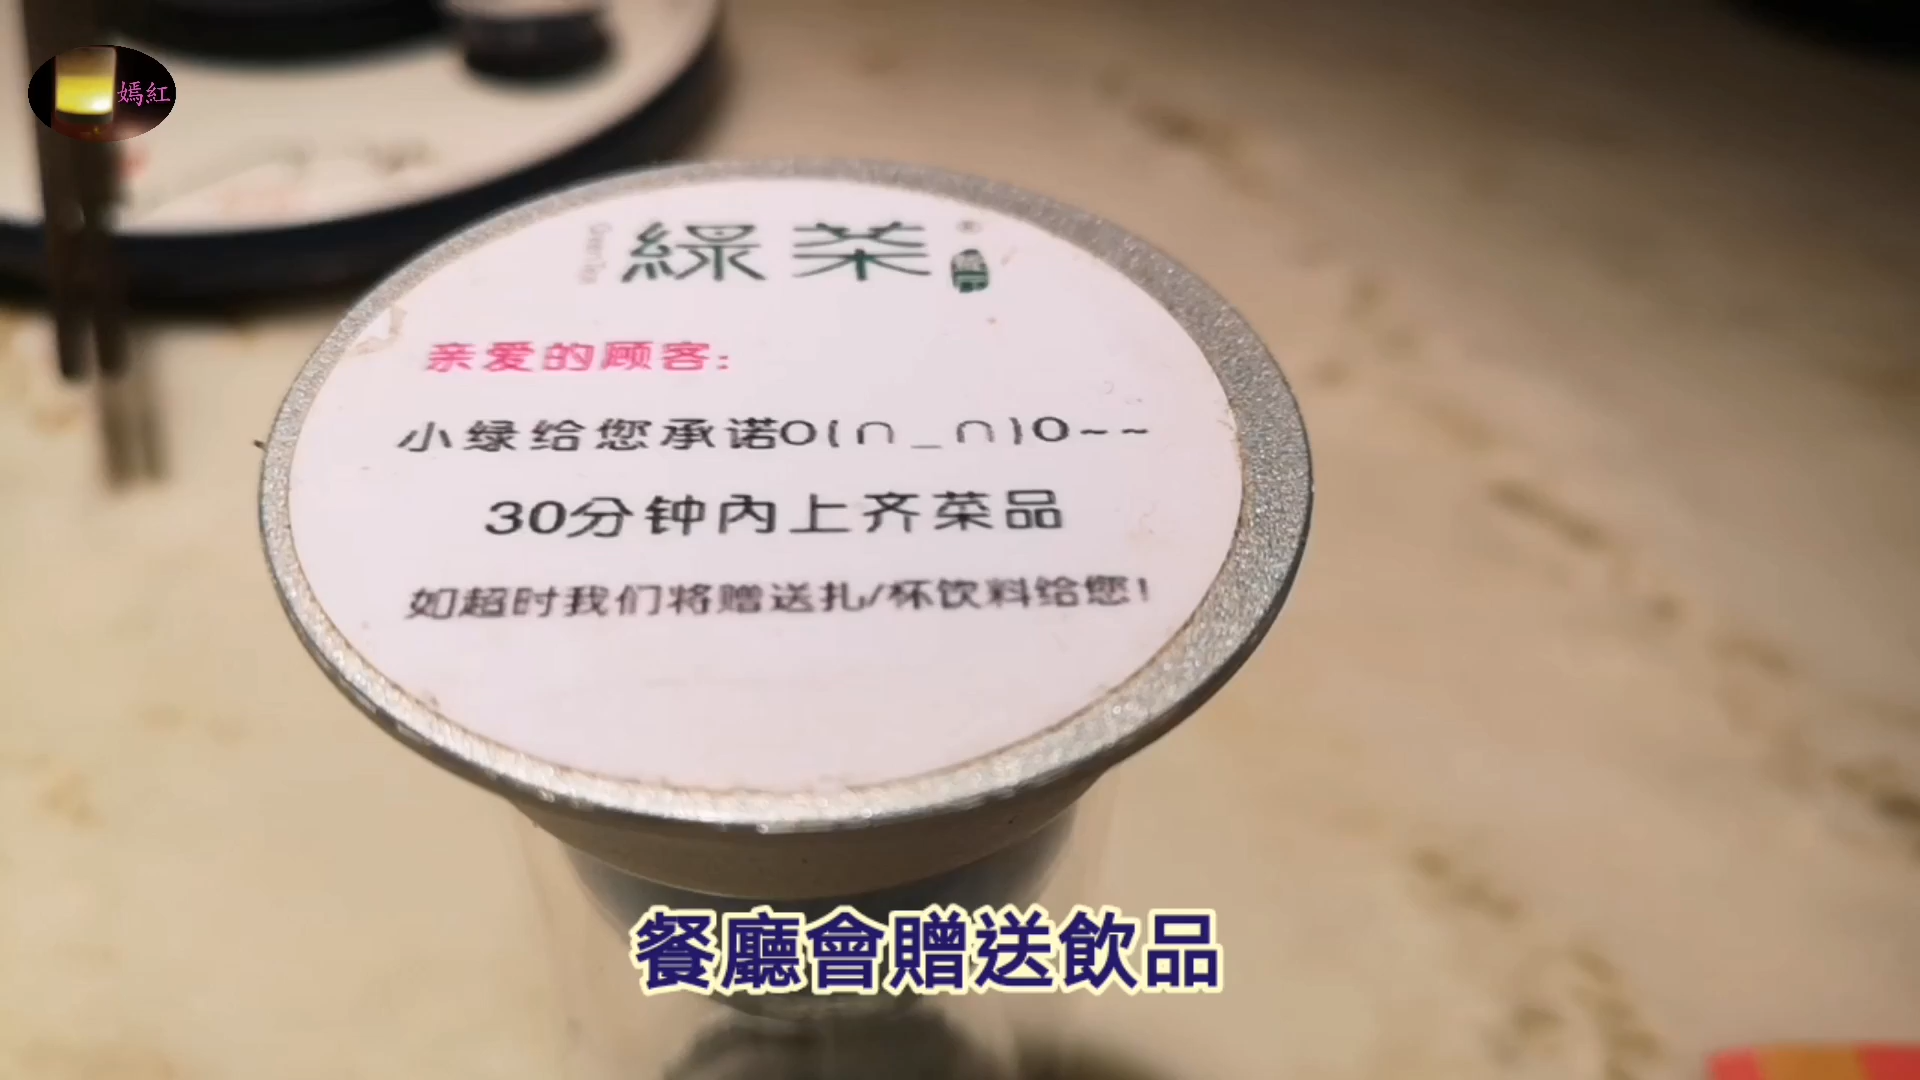 嫣紅
綠茶
亲爱的顾客:
小绿给您承诺O(∩_∩)O~~
30分钟内上齐菜品
如超时我们将赠送扎/杯饮料给您!
餐廳會贈送飲品